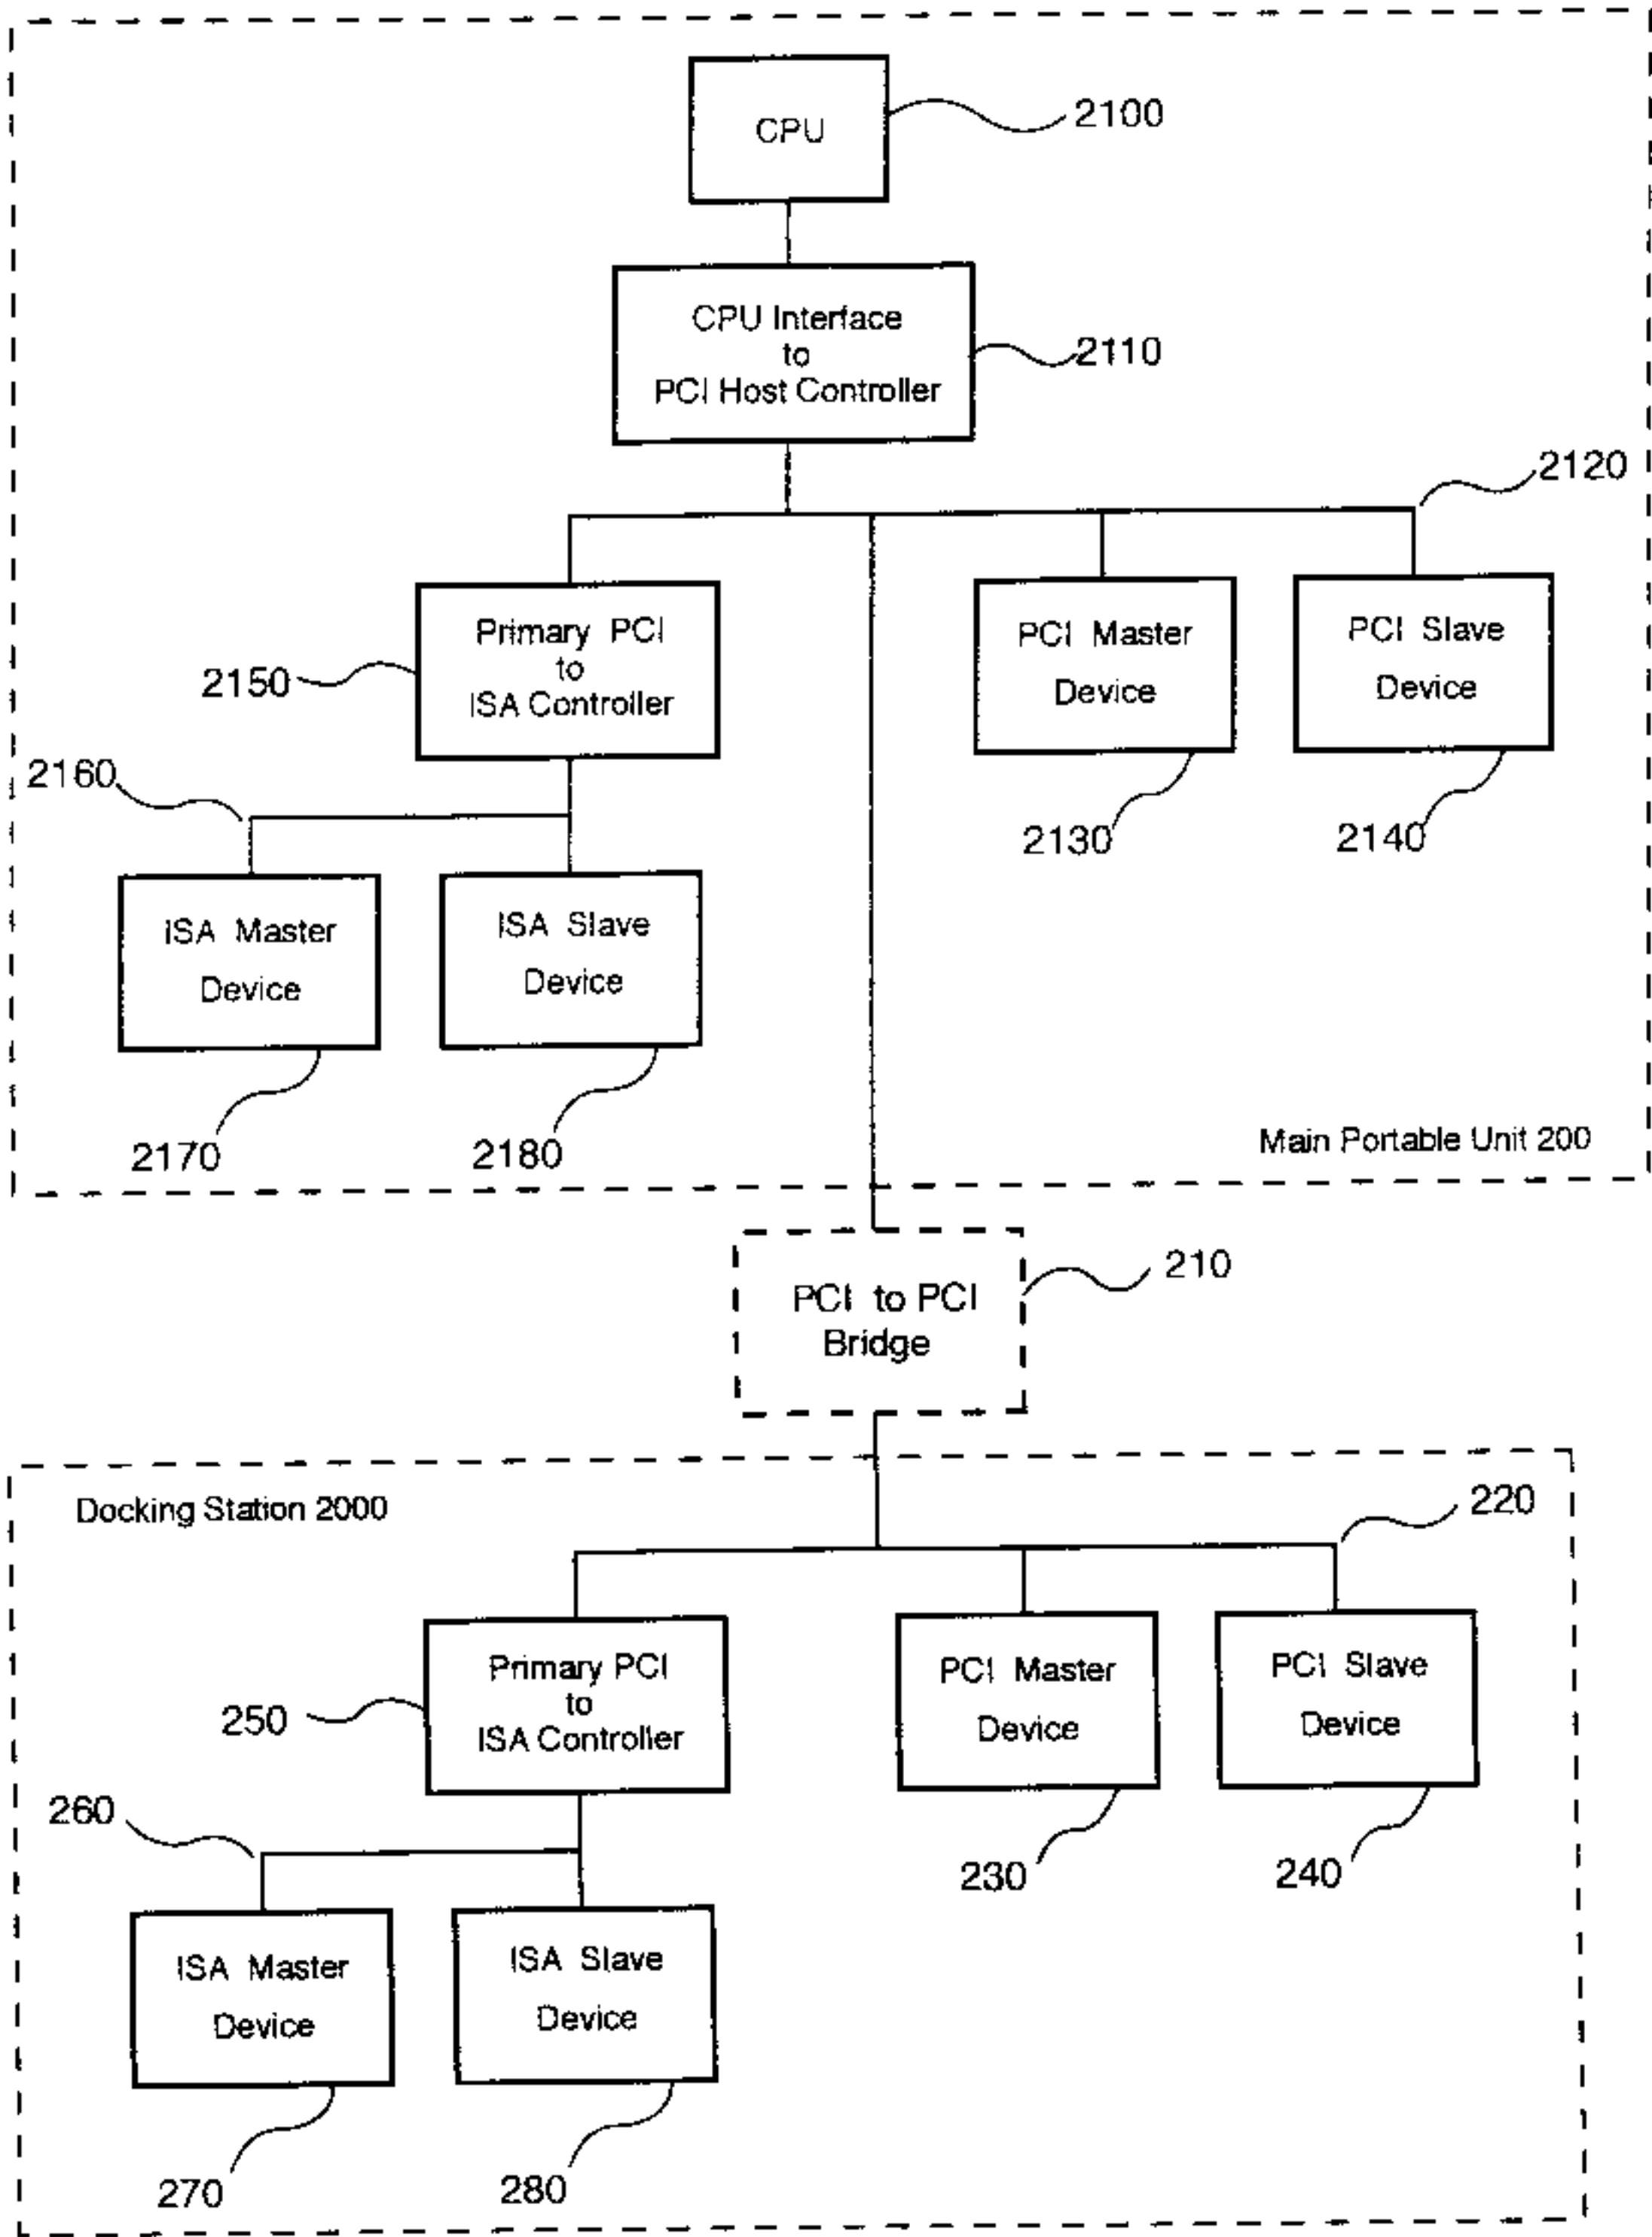 CPU
2100
CPU Interface
to
PCI Host Controller
2110
2120
Primary PCI
to
ISA Controller
2150
PCI Master
Device
2130
PCI Slave
Device
2140
2160
ISA Master
Device
2170
ISA Slave
Device
2180
Main Portable Unit 200
PCI to PCI
Bridge
210
Docking Station 2000
220
Primary PCI
to
ISA Controller
250
PCI Master
Device
230
PCI Slave
Device
240
260
ISA Master
Device
270
ISA Slave
Device
280